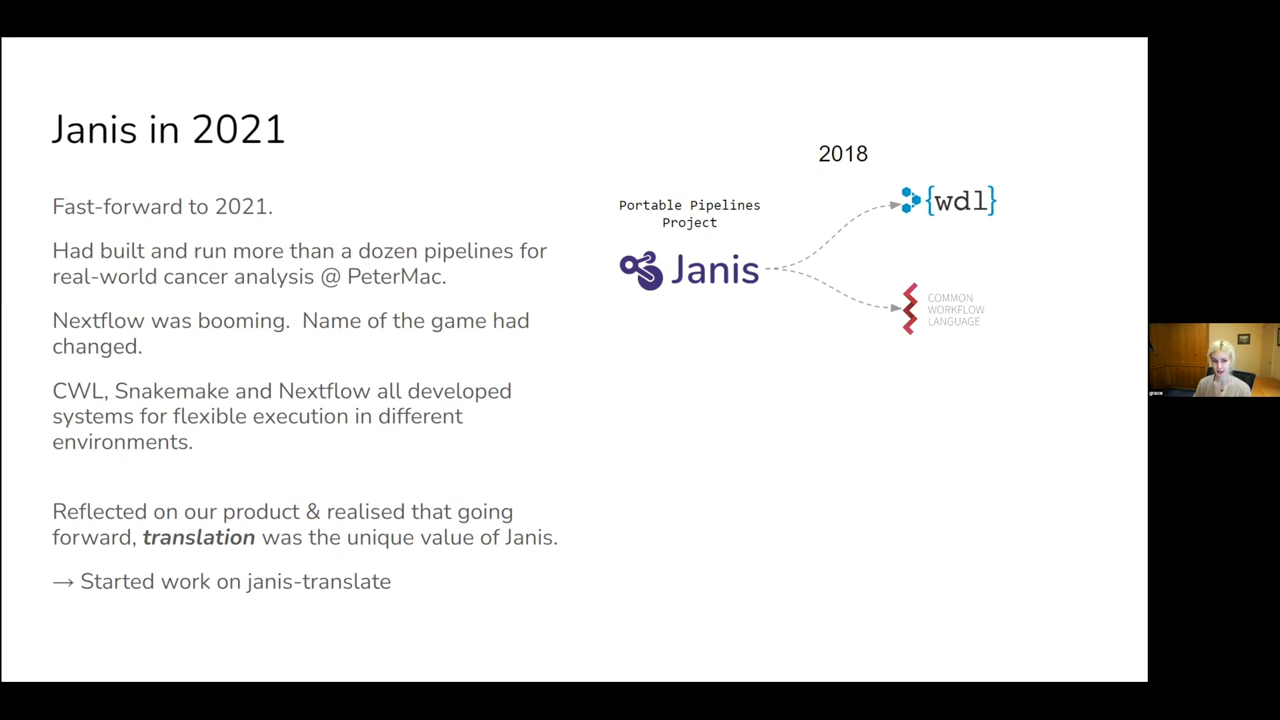 Janis in 2021
Fast-forward to 2021.
Had built and run more than a dozen pipelines for
real-world cancer analysis @ PeterMac.
Nextflow was booming.  Name of the game had
changed.
CWL, Snakemake and Nextflow all developed
systems for flexible execution in different
environments.
Reflected on our product & realised that going
forward, translation was the unique value of Janis.
→ Started work on janis-translate
2018
Portable Pipelines
Project
Janis
{wdl}
COMMON
WORKFLOW
LANGUAGE
grace